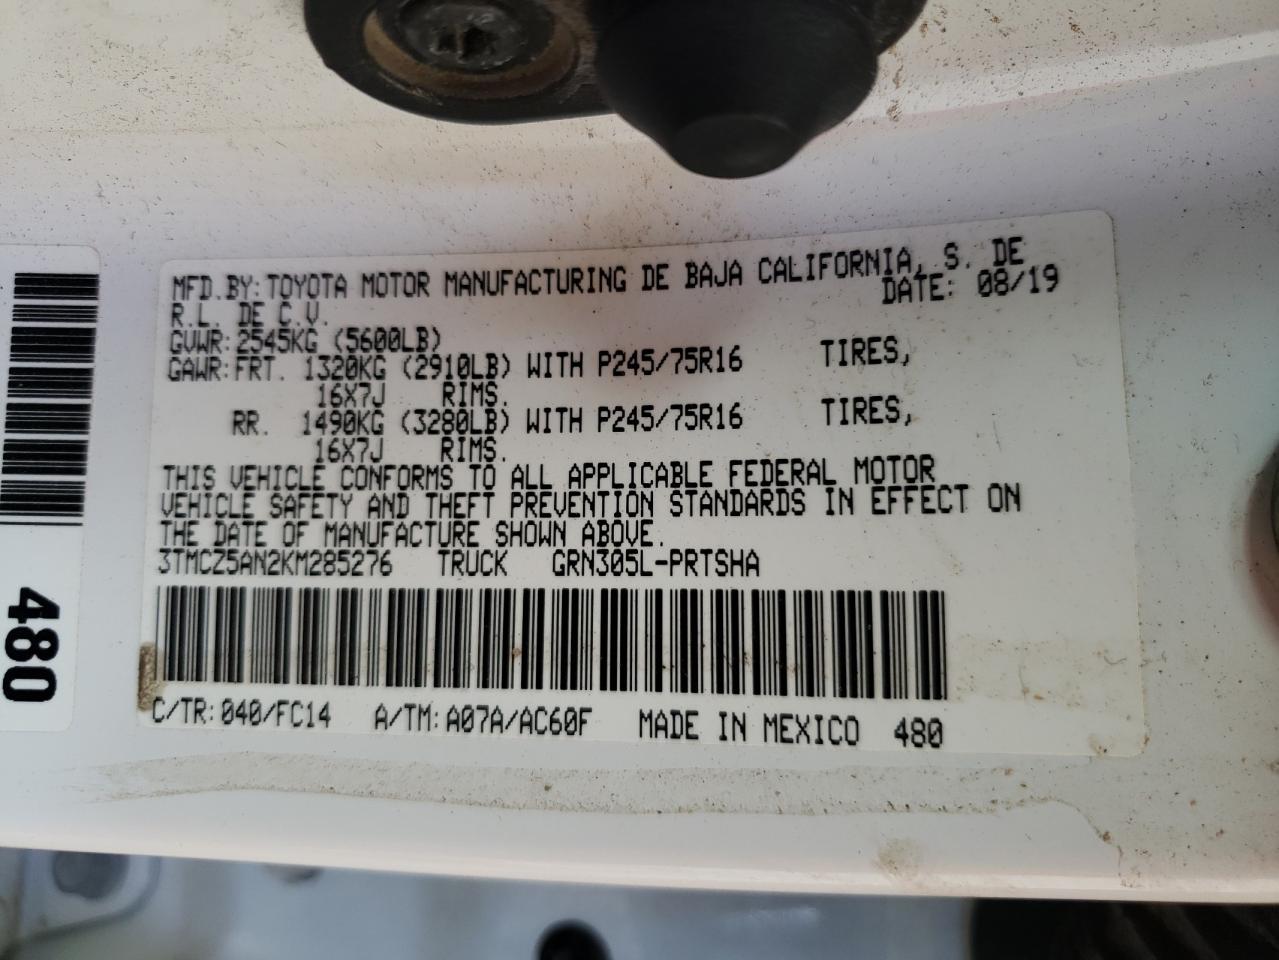 MFD.BY:TOYOTA MOTOR MANUFACTURING DE BAJA CALIFORNIA, S. DE
R.L. DE C.V. DATE: 08/19
GVWR:2545KG (5600LB)
GAWR:FRT. 1320KG (2910LB) WITH P245/75R16 TIRES,
16X7J RIMS.
RR. 1490KG (3280LB) WITH P245/75R16 TIRES,
16X7J RIMS.
THIS VEHICLE CONFORMS TO ALL APPLICABLE FEDERAL MOTOR
VEHICLE SAFETY AND THEFT PREVENTION STANDARDS IN EFFECT ON
THE DATE OF MANUFACTURE SHOWN ABOVE.
3TMCZ5AN2KM285276 TRUCK GRN305L-PRTSHA
C/TR:040/FC14 A/TM:A07A/AC60F MADE IN MEXICO 480
480